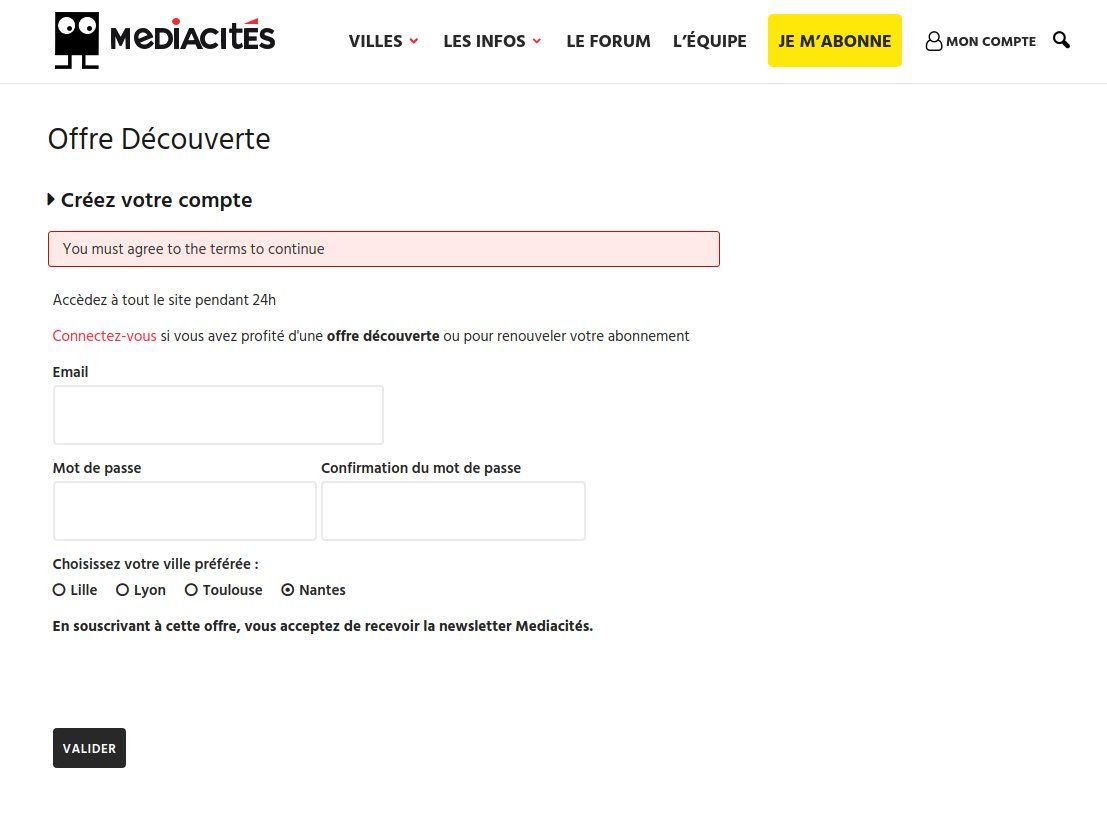 MEDIACITÉS
VILLES LES INFOS LE FORUM L'ÉQUIPE JE M'ABONNE MON COMPTE
Offre Découverte
Créez votre compte
You must agree to the terms to continue
Accèdez à tout le site pendant 24h
Connectez-vous si vous avez profité d'une offre découverte ou pour renouveler votre abonnement
Email
Mot de passe Confirmation du mot de passe
Choisissez votre ville préférée :
Lille Lyon Toulouse Nantes
En souscrivant à cette offre, vous acceptez de recevoir la newsletter Mediacités.
VALIDER